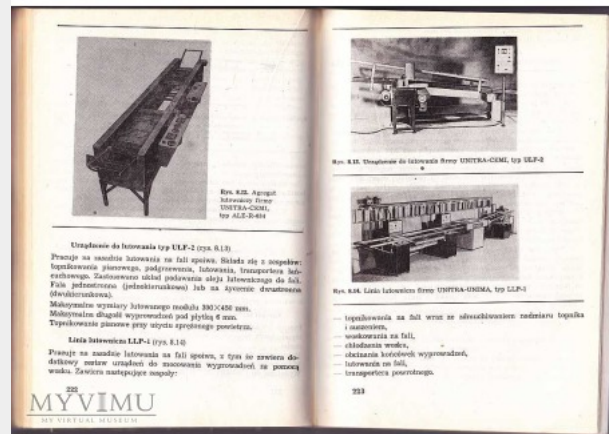 Rys. 8.12. Agregat
lutowniczy firmy
UNITRA-CEMI,
typ ALE-R-404
Urządzenie do lutowania typ ULF-2 (rys. 8.13)
Pracuje na zasadzie lutowania na fali spoiwa. Składa się z zespołów:
topnikowania pianowego, podgrzewania, lutowania, transportera łań-
cuchowego. Zastosowano układ podawania oleju lutowniczego do fali.
Fala jednostronna (jednokierunkowa) lub na życzenie dwustronna
(dwukierunkowa).
Maksymalne wymiary lutowanego modułu 300×450 mm.
Maksymalna długość wyprowadzeń pod płytką 6 mm.
Topnikowanie pianowe przy użyciu sprężonego powietrza.
Linia lutownicza LLP-1 (rys. 8.14)
Pracuje na zasadzie lutowania na fali spoiwa, z tym że zawiera do-
datkowy zestaw urządzeń do mocowania wyprowadzeń za pomocą
wosku. Zawiera następujące zespoły:
222
Rys. 8.13. Urządzenie do lutowania firmy UNITRA-CEMI, typ ULF-2
Rys. 8.14. Linia lutownicza firmy UNITRA-UNIMA, typ LLP-1
— topnikowania na fali wraz ze zdmuchiwaniem nadmiaru topnika
i suszeniem,
— woskowania na fali,
— chłodzenia wosku,
— obcinania końcówek wyprowadzeń,
— lutowania na fali,
— transportera powrotnego.
223
MYVIMU
MY VIRTUAL MUSEUM